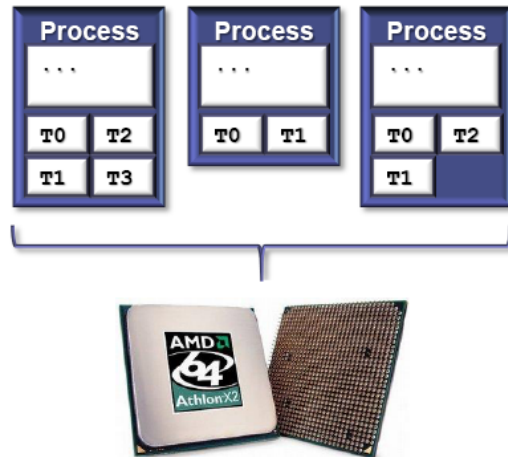 Process
...
T0 T2
T1 T3
Process
...
T0 T1
Process
...
T0 T2
T1
AMD
64
Athlon X2